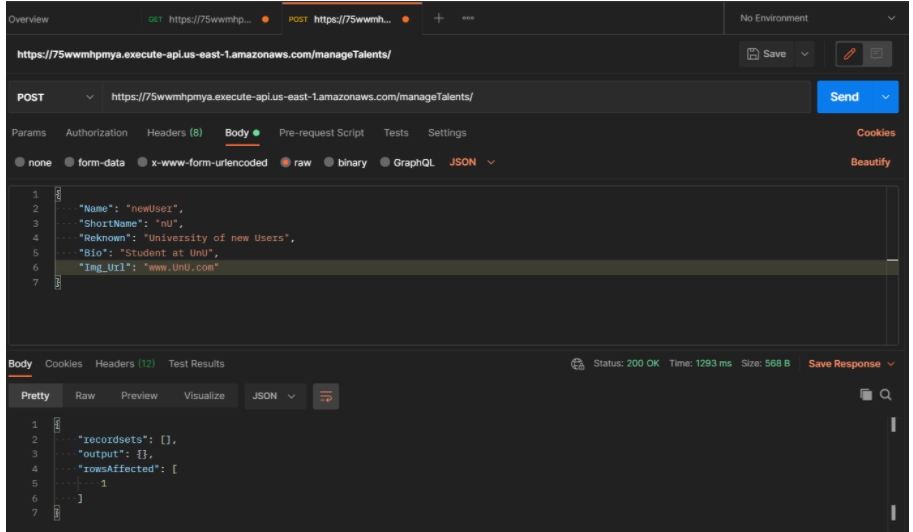 Overview GET https://75wwmhp... POST https://75wwmh... + ••• No Environment
https://75wwmhpmya.execute-api.us-east-1.amazonaws.com/manageTalents/ Save
POST https://75wwmhpmya.execute-api.us-east-1.amazonaws.com/manageTalents/ Send
Params Authorization Headers (8) Body Pre-request Script Tests Settings Cookies
none form-data x-www-form-urlencoded raw binary GraphQL JSON Beautify
1 {
2 "Name": "newUser",
3 "ShortName": "nU",
4 "Reknown": "University of new Users",
5 "Bio": "Student at UnU",
6 "Img_Url": "www.UnU.com"
7 }
Body Cookies Headers (12) Test Results Status: 200 OK Time: 1293 ms Size: 568 B Save Response
Pretty Raw Preview Visualize JSON
1 {
2 "recordsets": [],
3 "output": {},
4 "rowsAffected": [
5 1
6 ]
7 }